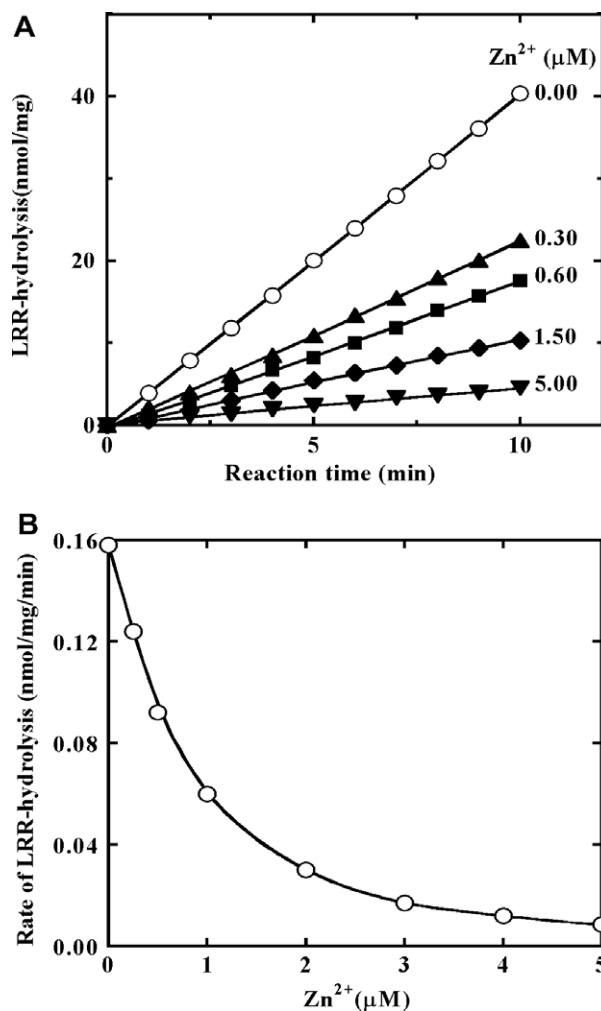 A
LRR-hydrolysis(nmol/mg)
Zn²⁺ (μM)
40
20
0
0.00
0.30
0.60
1.50
5.00
0 5 10
Reaction time (min)
B
Rate of LRR-hydrolysis (nmol/mg/min)
0.16
0.12
0.08
0.04
0.00
0 1 2 3 4 5
Zn²⁺(μM)